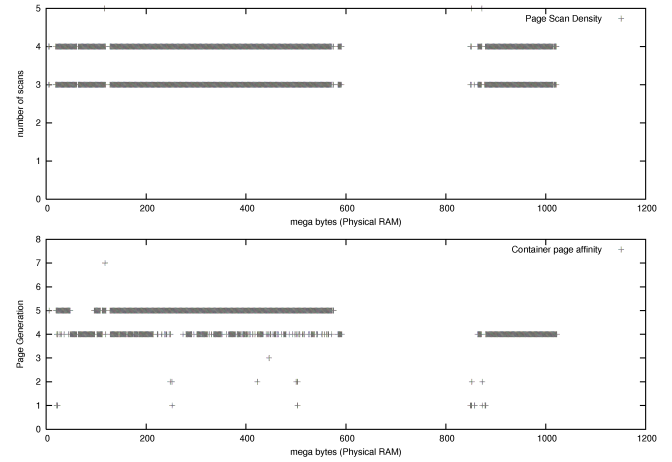 Page Scan Density
5
4
3
2
1
0
number of scans
0 200 400 600 800 1000 1200
mega bytes (Physical RAM)
Container page affinity
8
7
6
5
4
3
2
1
0
Page Generation
0 200 400 600 800 1000 1200
mega bytes (Physical RAM)